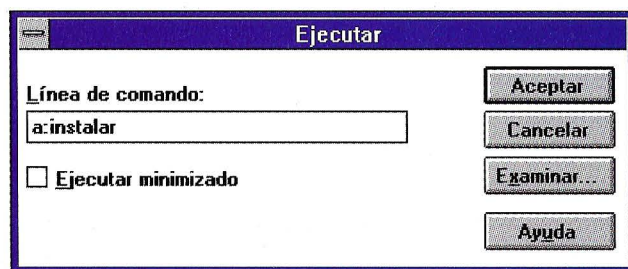 Ejecutar
Línea de comando:
a:instalar
Ejecutar minimizado
Aceptar
Cancelar
Examinar...
Ayuda